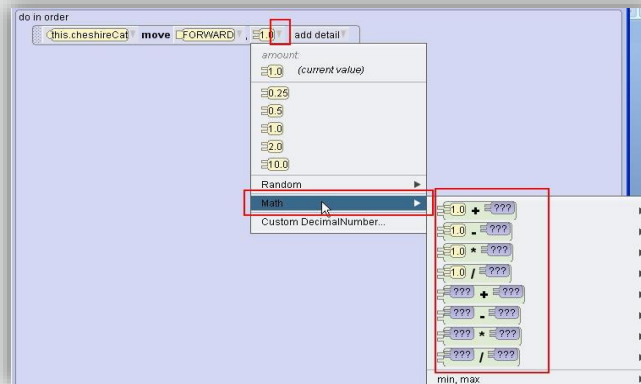 do in order
this.cheshireCat move FORWARD , 1.0 add detail
amount:
1.0 (current value)
0.25
0.5
1.0
2.0
10.0
Random
Math
Custom DecimalNumber...
1.0 + ???
1.0 - ???
1.0 * ???
1.0 / ???
??? + ???
??? - ???
??? * ???
??? / ???
min, max